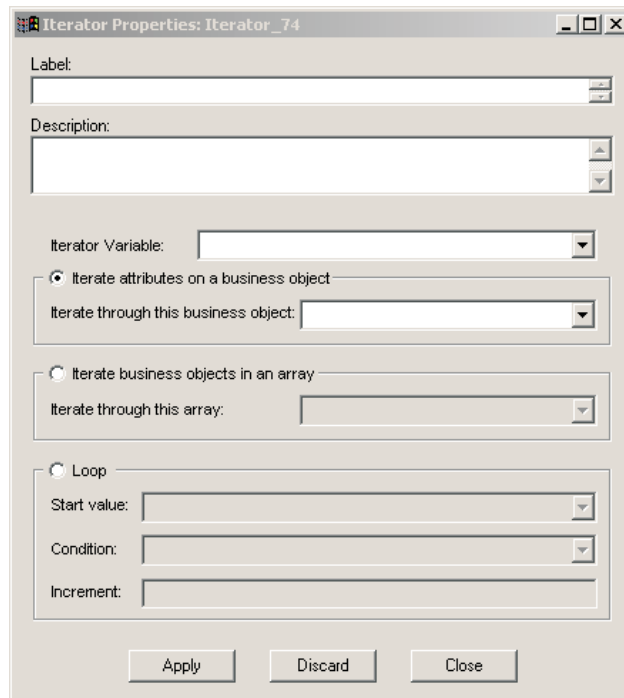 Iterator Properties: Iterator_74
Label:
Description:
Iterator Variable:
Iterate attributes on a business object
Iterate through this business object:
Iterate business objects in an array
Iterate through this array:
Loop
Start value:
Condition:
Increment:
Apply Discard Close